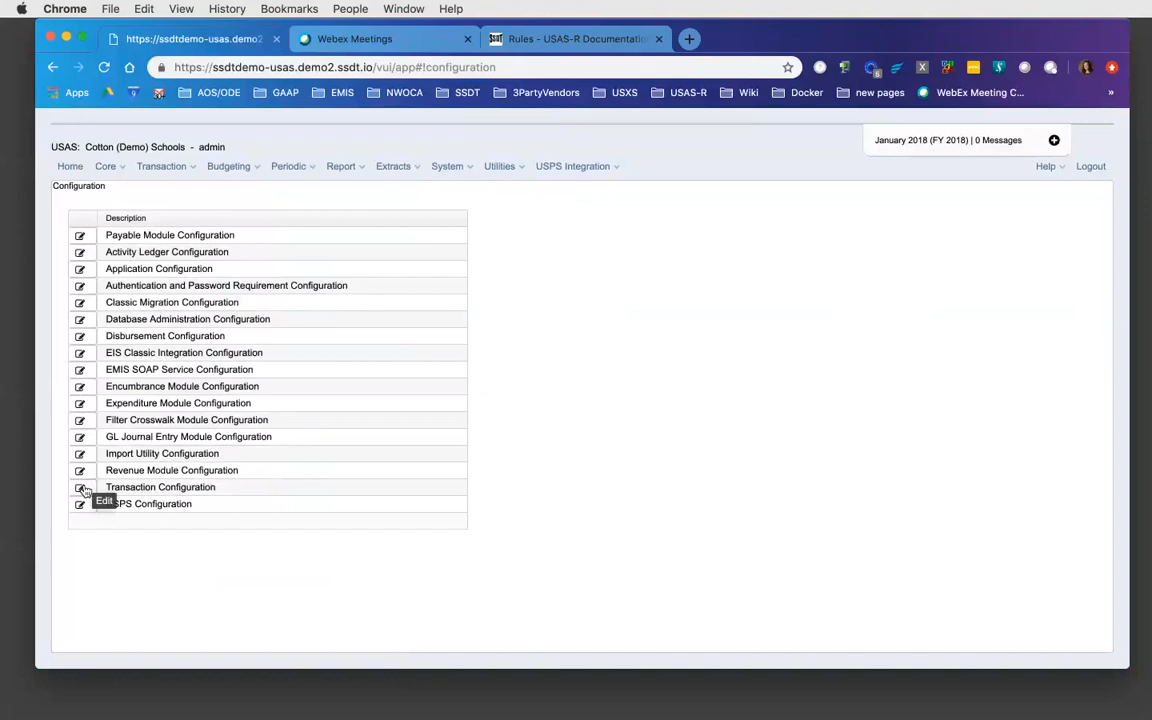 Chrome File Edit View History Bookmarks People Window Help
https://ssdtdemo-usas.demo2 Webex Meetings Rules - USAS-R Documentatio
https://ssdtdemo-usas.demo2.ssdt.io/vui/app#!configuration
Apps AOS/ODE GAAP EMIS NWOCA SSDT 3PartyVendors USXS USAS-R Wiki Docker new pages WebEx Meeting C... »
January 2018 (FY 2018) | 0 Messages
USAS: Cotton (Demo) Schools - admin
Home Core Transaction Budgeting Periodic Report Extracts System Utilities USPS Integration Help Logout
Configuration
Description
Payable Module Configuration
Activity Ledger Configuration
Application Configuration
Authentication and Password Requirement Configuration
Classic Migration Configuration
Database Administration Configuration
Disbursement Configuration
EIS Classic Integration Configuration
EMIS SOAP Service Configuration
Encumbrance Module Configuration
Expenditure Module Configuration
Filter Crosswalk Module Configuration
GL Journal Entry Module Configuration
Import Utility Configuration
Revenue Module Configuration
Transaction Configuration
Edit
SPS Configuration